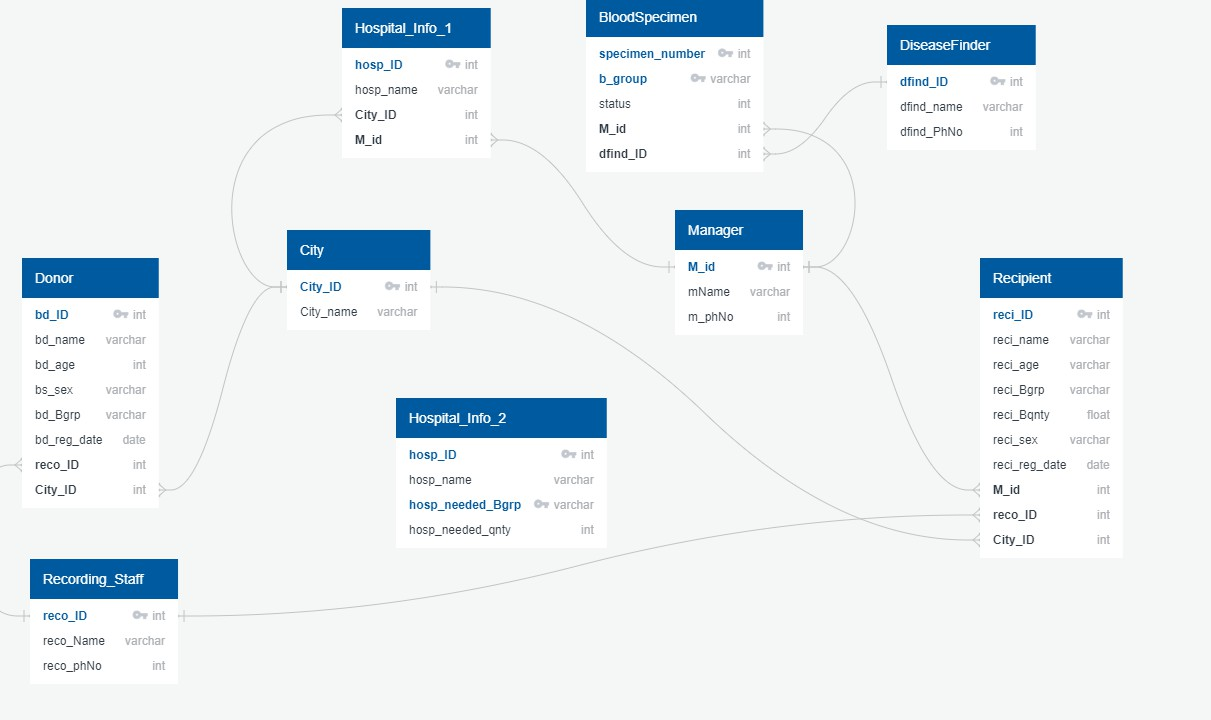 Hospital_Info_1
hosp_ID int
hosp_name varchar
City_ID int
M_id int
BloodSpecimen
specimen_number int
b_group varchar
status int
M_id int
dfind_ID int
DiseaseFinder
dfind_ID int
dfind_name varchar
dfind_PhNo int
City
City_ID int
City_name varchar
Manager
M_id int
mName varchar
m_phNo int
Donor
bd_ID int
bd_name varchar
bd_age int
bs_sex varchar
bd_Bgrp varchar
bd_reg_date date
reco_ID int
City_ID int
Recipient
reci_ID int
reci_name varchar
reci_age varchar
reci_Bgrp varchar
reci_Bqnty float
reci_sex varchar
reci_reg_date date
M_id int
reco_ID int
City_ID int
Hospital_Info_2
hosp_ID int
hosp_name varchar
hosp_needed_Bgrp varchar
hosp_needed_qnty int
Recording_Staff
reco_ID int
reco_Name varchar
reco_phNo int